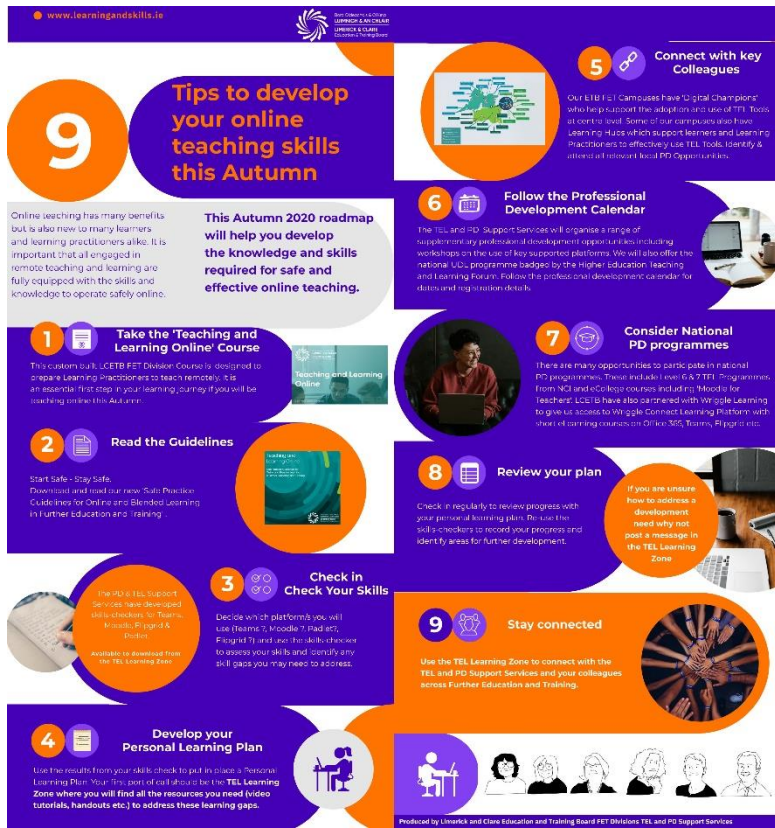 www.learningandskills.ie
Bord Oideachais & Oiliúna
LUIMNIGH & AN CHLÁIR
LIMERICK & CLARE
Education & Training Board
9
Tips to develop
your online
teaching skills
this Autumn
Online teaching has many benefits
but is also new to many learners
and learning practitioners alike. It is
important that all engaged in
remote teaching and learning are
fully equipped with the skills and
knowledge to operate safely online.
This Autumn 2020 roadmap
will help you develop
the knowledge and skills
required for safe and
effective online teaching.
1
Take the 'Teaching and
Learning Online' Course
This custom built LCETB FET Division Course is designed to
prepare Learning Practitioners to teach remotely. It is
an essential first step in your learning journey if you will be
teaching online this Autumn.
Teaching and Learning
Online
2
Read the Guidelines
Start Safe - Stay Safe.
Download and read our new 'Safe Practice
Guidelines for Online and Blended Learning
in Further Education and Training'.
Teaching and
Learning Online
The PD & TEL Support
Services have developed
skills-checkers for Teams,
Moodle, Flipgrid &
Padlet.
Available to download from
the TEL Learning Zone
3
Check in
Check Your Skills
Decide which platform/s you will
use (Teams ?, Moodle ?, Padlet?,
Flipgrid ?) and use the skills-checker
to assess your skills and identify any
skill gaps you may need to address.
4
Develop your
Personal Learning Plan
Use the results from your skills check to put in place a Personal
Learning Plan. Your first port of call should be the TEL Learning
Zone where you will find all the resources you need (video
tutorials, handouts etc.) to address these learning gaps.
5
Connect with key
Colleagues
Our ETB FET Campuses have 'Digital Champions'
who help support the adoption and use of TEL Tools
at centre level. Some of our campuses also have
Learning Hubs which support learners and Learning
Practitioners to effectively use TEL Tools. Identify &
attend all relevant local PD Opportunities.
6
Follow the Professional
Development Calendar
The TEL and PD Support Services will organise a range of
supplementary professional development opportunities including
workshops on the use of key supported platforms. We will also offer the
national UDL programme badged by the Higher Education Teaching
and Learning Forum. Follow the professional development calendar for
dates and registration details.
7
Consider National
PD programmes
There are many opportunities to participate in national
PD programmes. These include Level 6 & 7 TEL Programmes
from NCI and eCollege courses including 'Moodle for
Teachers'. LCETB have also partnered with Wriggle Learning
to give us access to Wriggle Connect Learning Platform with
short eLearning courses on Office 365, Teams, Flipgrid etc.
8
Review your plan
Check in regularly to review progress with
your personal learning plan. Re-use the
skills-checkers to record your progress and
identify areas for further development.
If you are unsure
how to address a
development
need why not
post a message in
the TEL Learning
Zone
9
Stay connected
Use the TEL Learning Zone to connect with the
TEL and PD Support Services and your colleagues
across Further Education and Training.
Produced by Limerick and Clare Education and Training Board FET Divisions TEL and PD Support Services